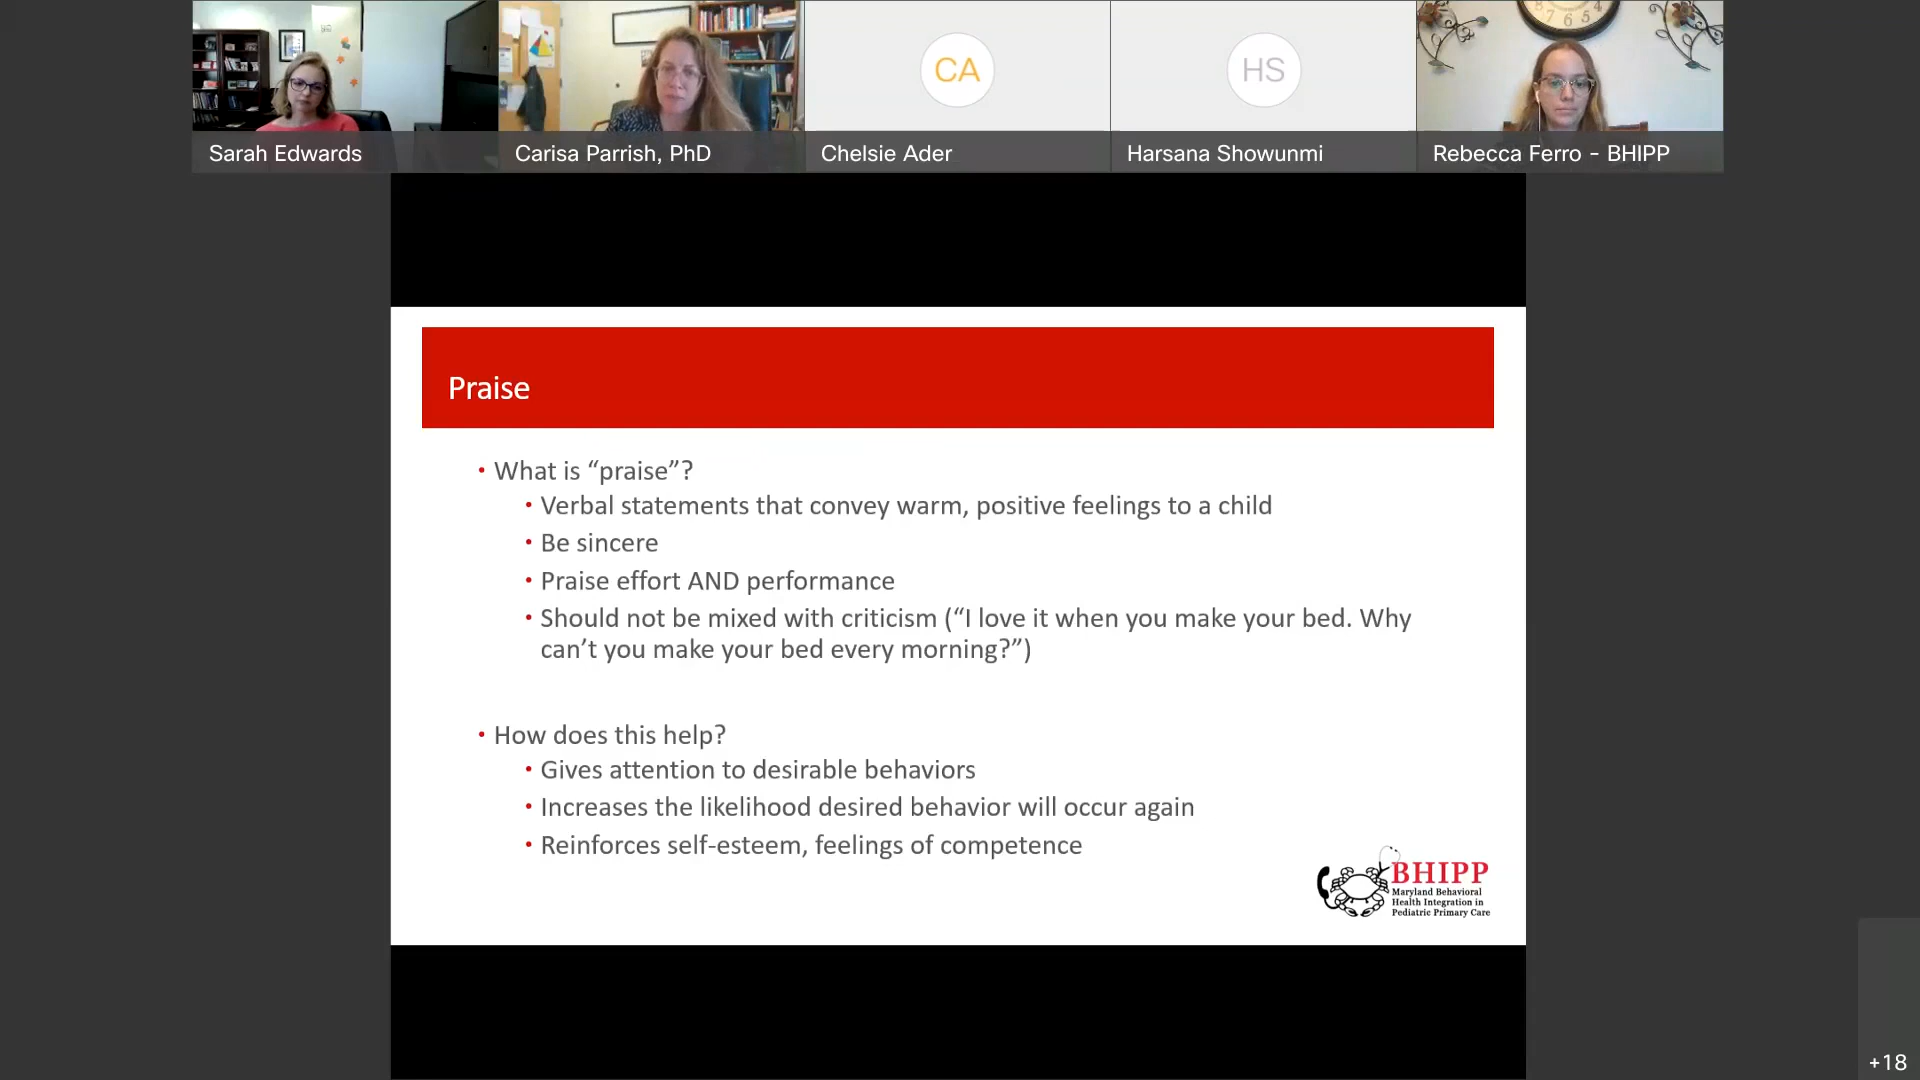 CA
HS
7 6 5 4
Sarah Edwards
Carisa Parrish, PhD
Chelsie Ader
Harsana Showunmi
Rebecca Ferro - BHIPP
Praise
• What is “praise”?
• Verbal statements that convey warm, positive feelings to a child
• Be sincere
• Praise effort AND performance
• Should not be mixed with criticism (“I love it when you make your bed. Why
can’t you make your bed every morning?”)
• How does this help?
• Gives attention to desirable behaviors
• Increases the likelihood desired behavior will occur again
• Reinforces self-esteem, feelings of competence
BHIPP
Maryland Behavioral
Health Integration in
Pediatric Primary Care
+18